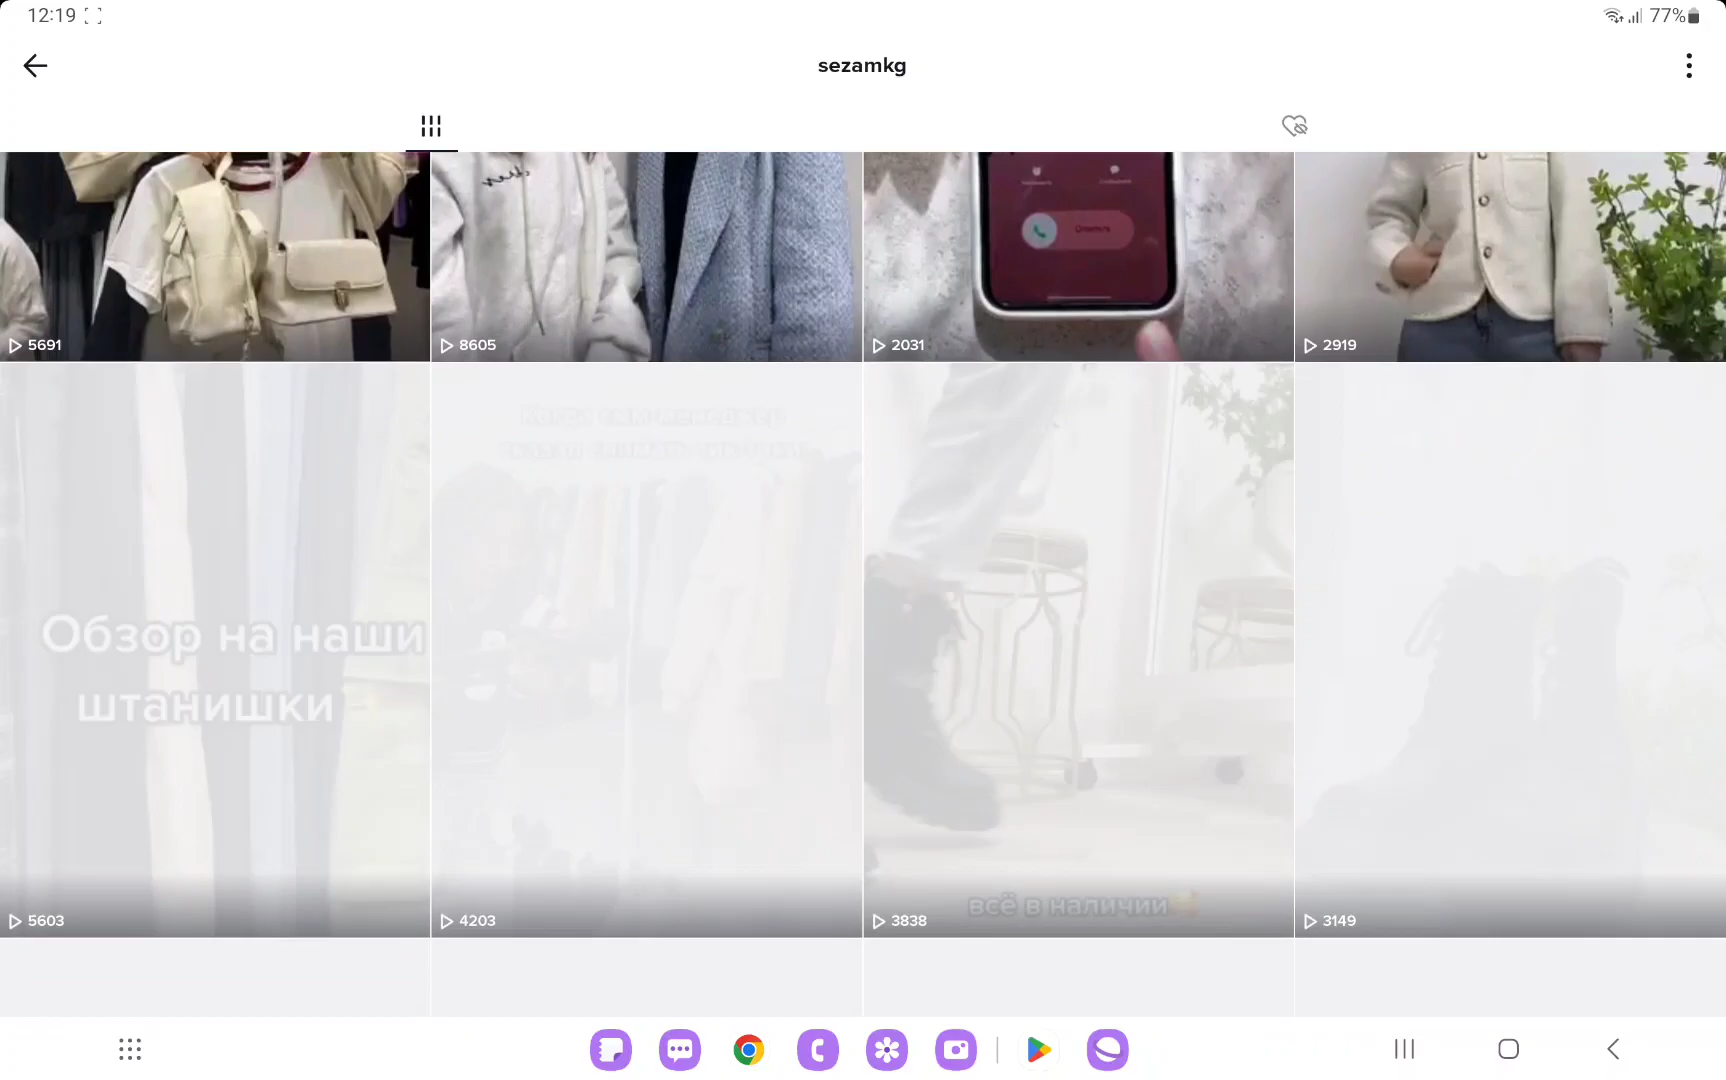 12:19
77%
sezamkg
5691
8605
2031
2919
Обзор на наши
штанишки
5603
4203
всё в наличии
3838
3149